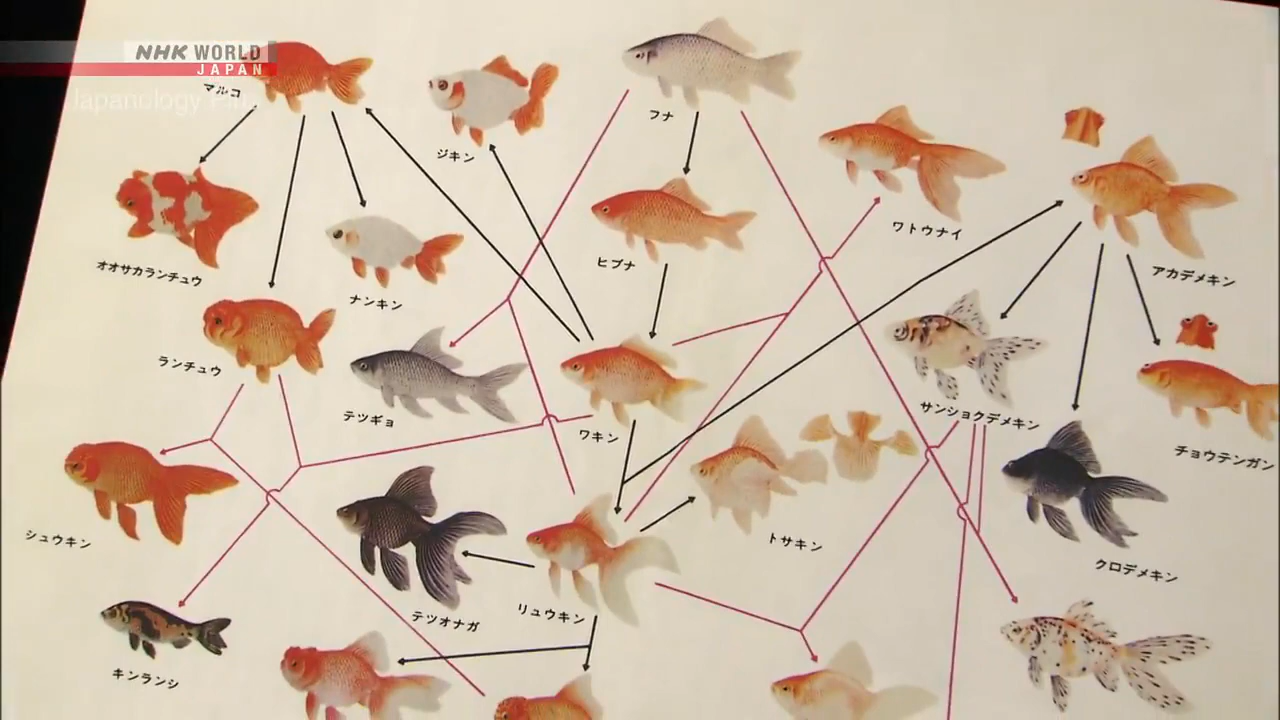 NHK WORLD
JAPAN
Japanology Pl
マルコ
ジキン
フナ
ワトウナイ
アカデメキン
オオサカランチュウ
ナンキン
ヒブナ
ランチュウ
テツギョ
ワキン
サンショクデメキン
チョウテンガン
シュウキン
トサキン
クロデメキン
テツオナガ
リュウキン
キンランシ